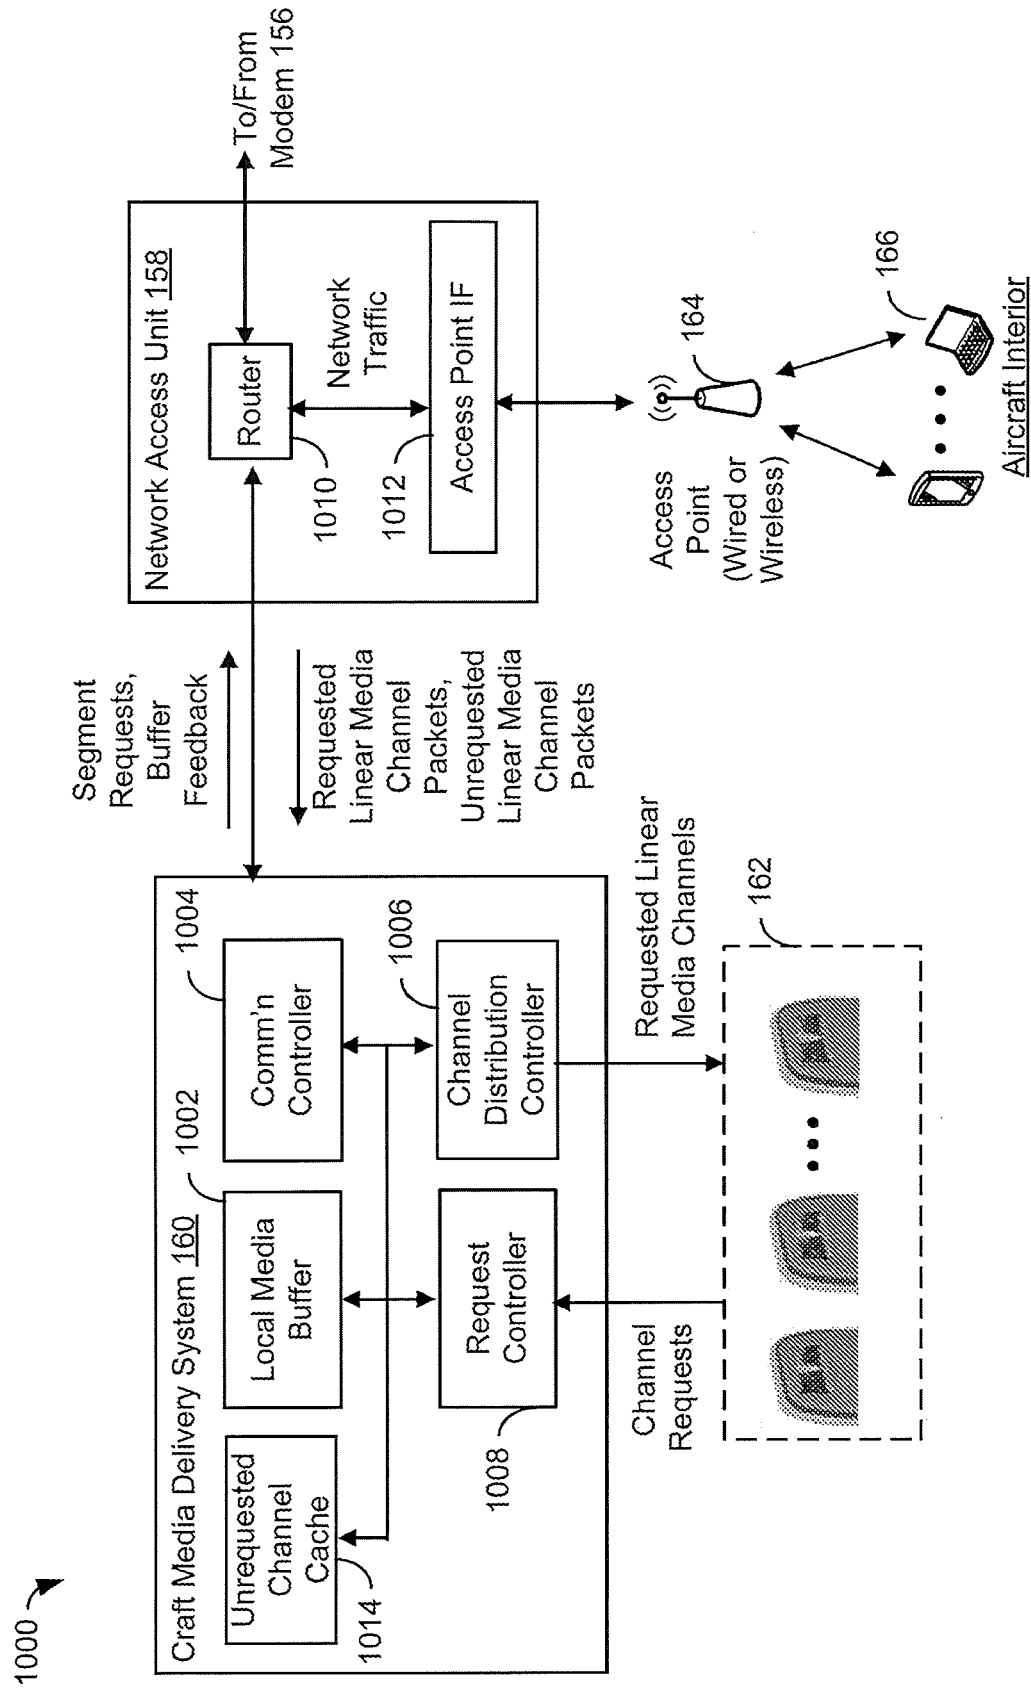 1000
Craft Media Delivery System 160
Unrequested
Channel
Cache
1014
Local Media
Buffer
1002
Comm'n
Controller
1004
Request
Controller
1008
Channel
Distribution
Controller
1006
Channel
Requests
Requested Linear
Media Channels
162
Segment
Requests,
Buffer
Feedback
Requested
Linear Media
Channel
Packets,
Unrequested
Linear Media
Channel
Packets
Network Access Unit 158
Router
1010
Network
Traffic
1012
Access Point IF
To/From
Modem 156
Access
Point
(Wired or
Wireless)
164
166
Aircraft Interior